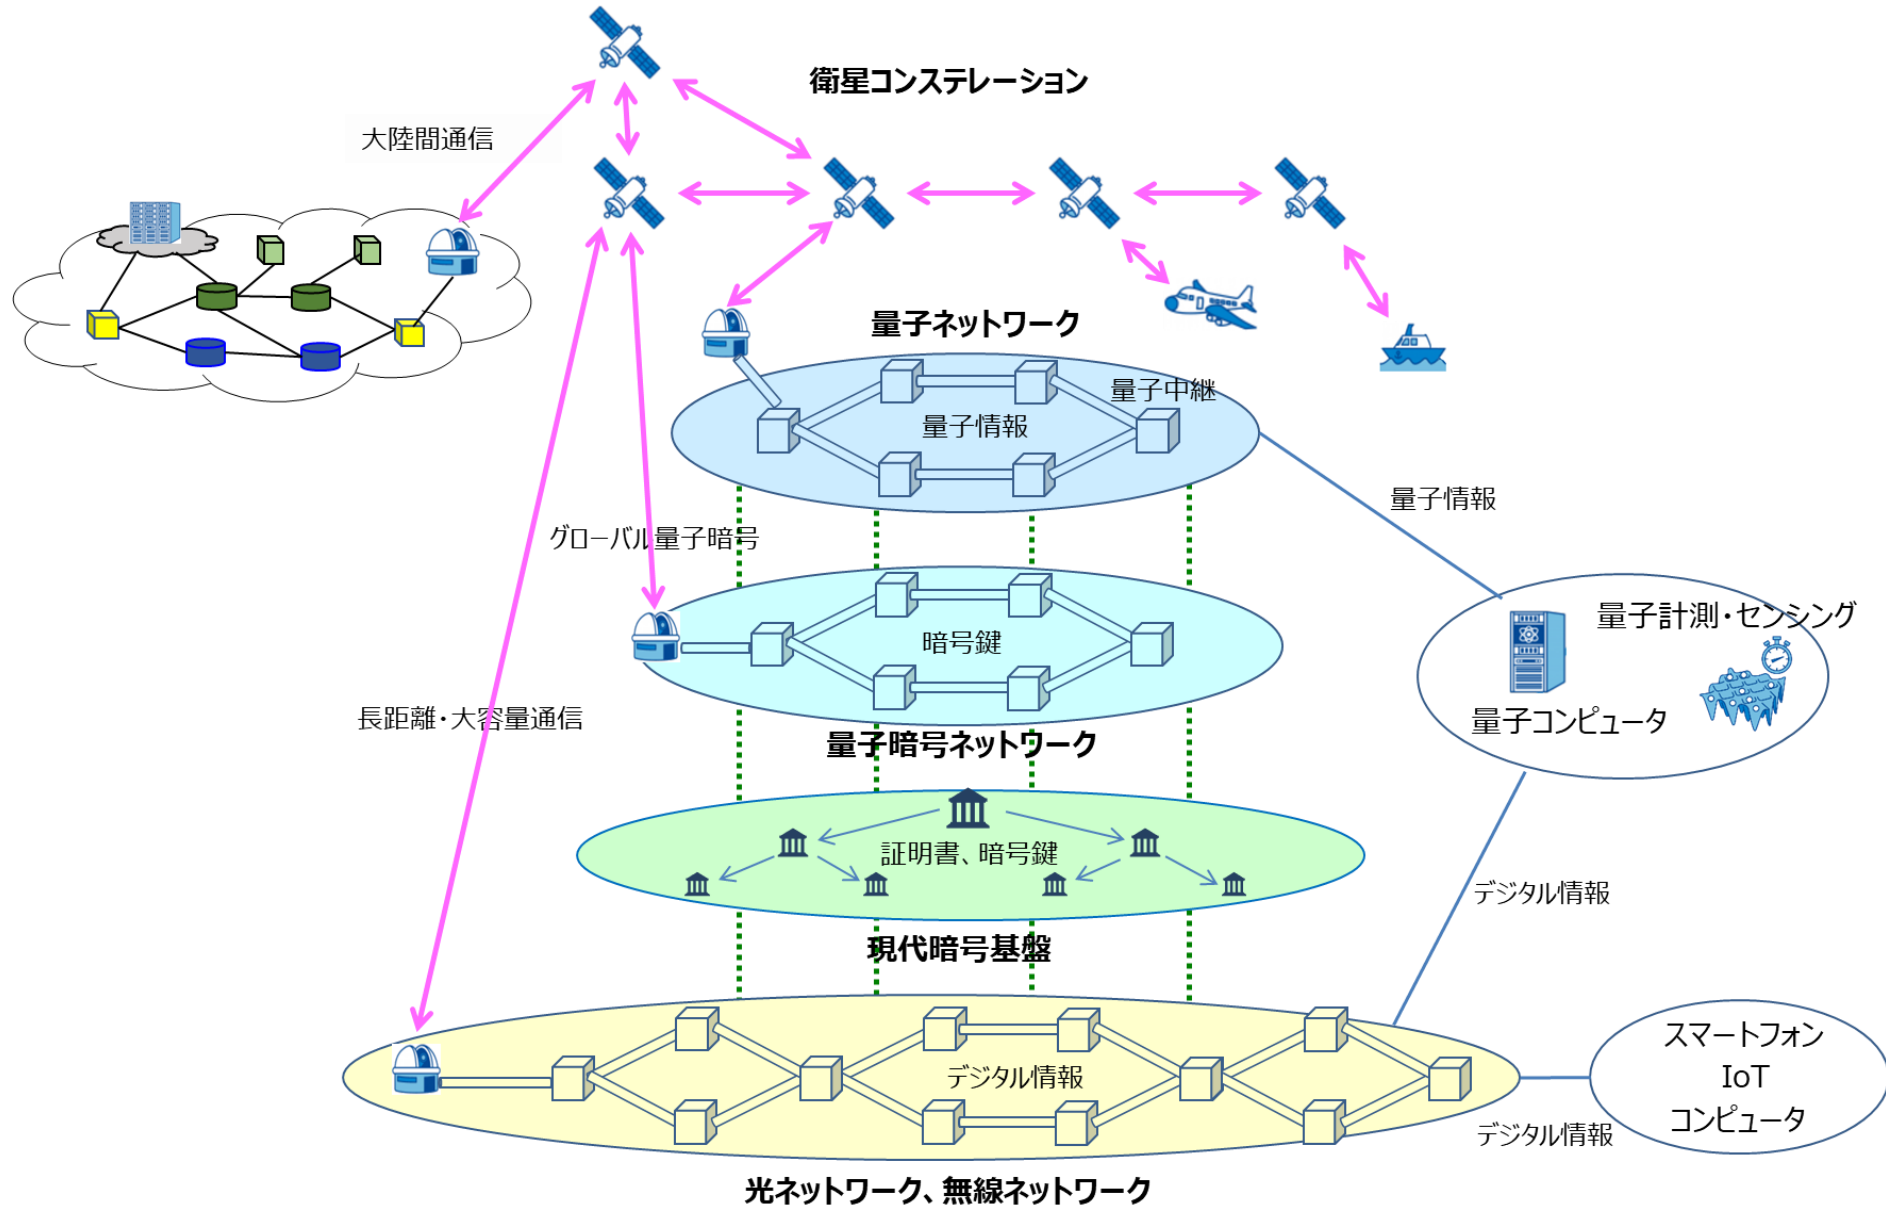 衛星コンステレーション
大陸間通信
量子ネットワーク
量子中継
量子情報
量子情報
グローバル量子暗号
暗号鍵
量子計測・センシング
量子コンピュータ
長距離・大容量通信
量子暗号ネットワーク
証明書、暗号鍵
デジタル情報
現代暗号基盤
スマートフォン
IoT
コンピュータ
デジタル情報
デジタル情報
光ネットワーク、無線ネットワーク